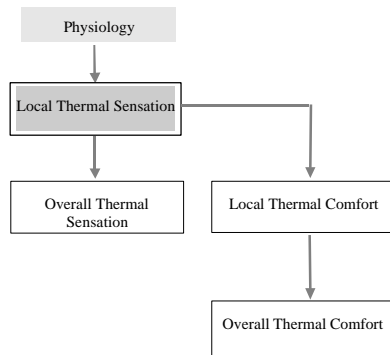 Physiology
Local Thermal Sensation
Overall Thermal
Sensation
Local Thermal Comfort
Overall Thermal Comfort